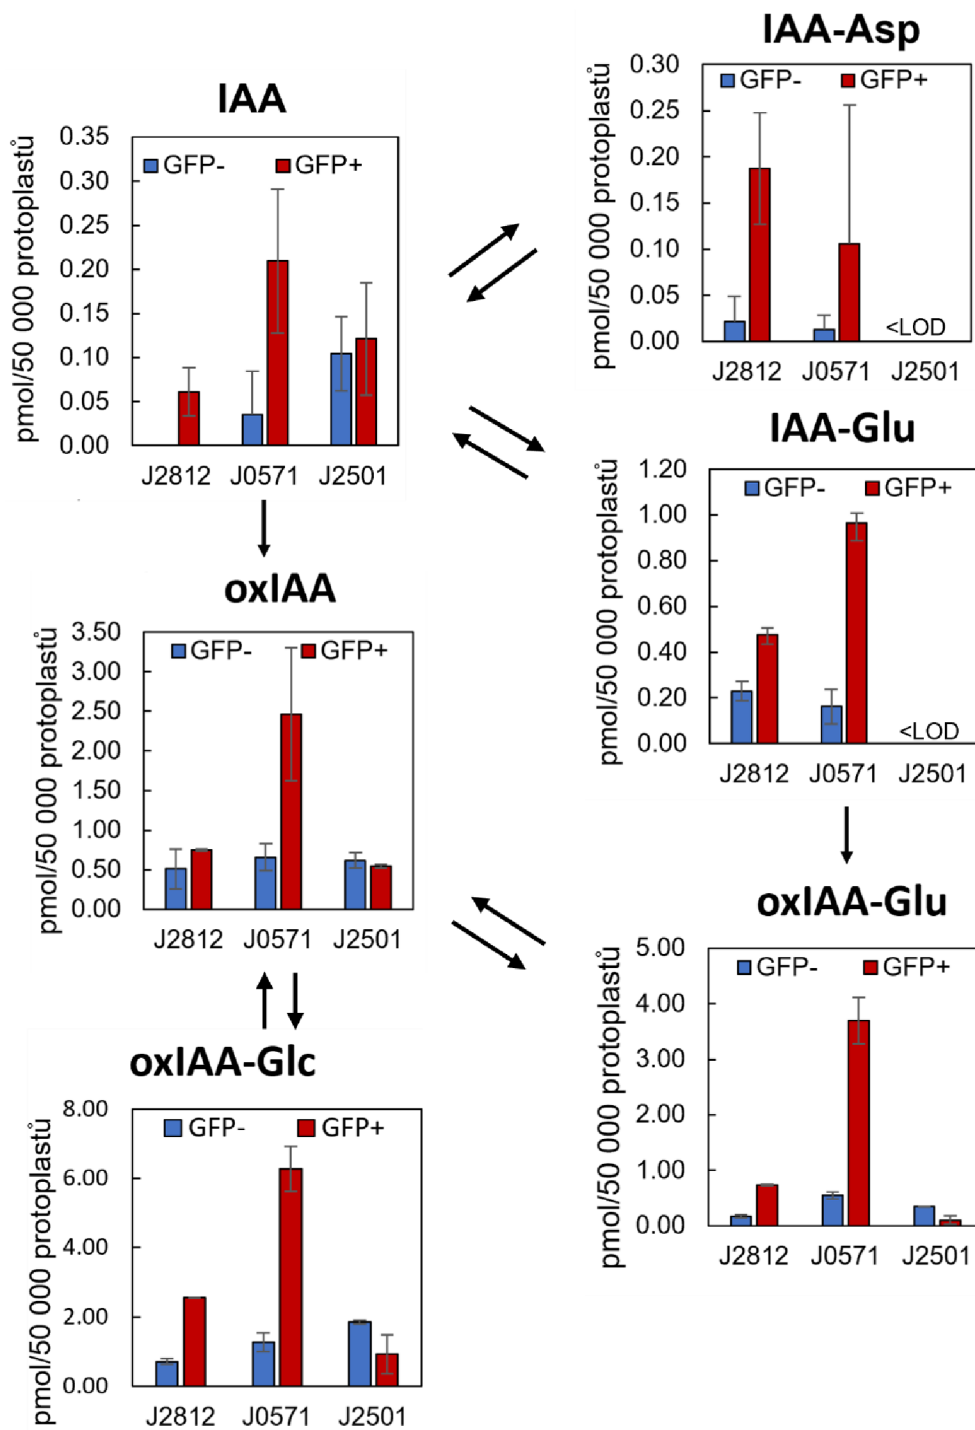 IAA
pmol/50 000 protoplastů
0.35
0.30
0.25
0.20
0.15
0.10
0.05
0.00
GFP- GFP+
J2812 J0571 J2501
IAA-Asp
pmol/50 000 protoplastů
0.30
0.25
0.20
0.15
0.10
0.05
0.00
GFP- GFP+
<LOD
J2812 J0571 J2501
IAA-Glu
pmol/50 000 protoplastů
1.20
1.00
0.80
0.60
0.40
0.20
0.00
GFP- GFP+
<LOD
J2812 J0571 J2501
oxIAA
pmol/50 000 protoplastů
3.50
3.00
2.50
2.00
1.50
1.00
0.50
0.00
GFP- GFP+
J2812 J0571 J2501
oxIAA-Glu
pmol/50 000 protoplastů
5.00
4.00
3.00
2.00
1.00
0.00
GFP- GFP+
J2812 J0571 J2501
oxIAA-Glc
pmol/50 000 protoplastů
8.00
6.00
4.00
2.00
0.00
GFP- GFP+
J2812 J0571 J2501